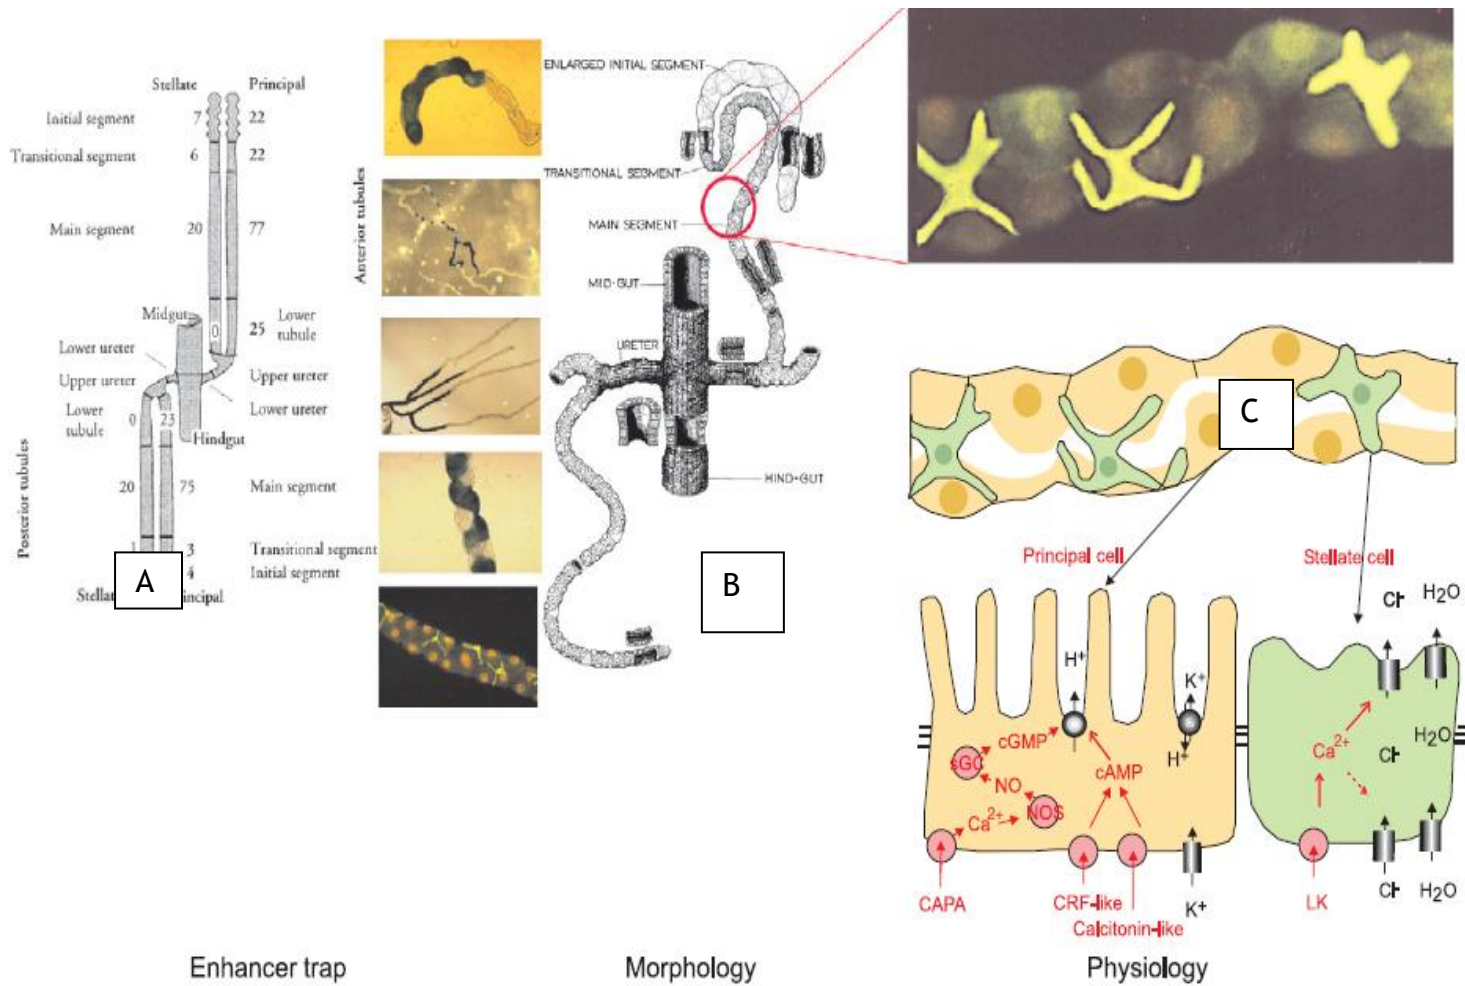 Stellate Principal
Initial segment 7 22
Transitional segment 6 22
Main segment 20 77
Anterior tubules
Midgut
0 25 Lower tubule
Lower ureter
Upper ureter
Upper ureter
Lower ureter
Lower tubule 0 23
Hindgut
Posterior tubules
20 75 Main segment
1 3 Transitional segment
4 Initial segment
A
ENLARGED INITIAL SEGMENT
TRANSITIONAL SEGMENT
MAIN SEGMENT
MID-GUT
URETER
HIND-GUT
B
C
Principal cell
Stellate cell
Cl-
H2O
H+
K+
cGMP
H+
sGC
cAMP
NO
Ca2+
NOS
Ca2+
Cl-
H2O
CAPA
CRF-like
Calcitonin-like
K+
LK
Cl-
H2O
Enhancer trap
Morphology
Physiology